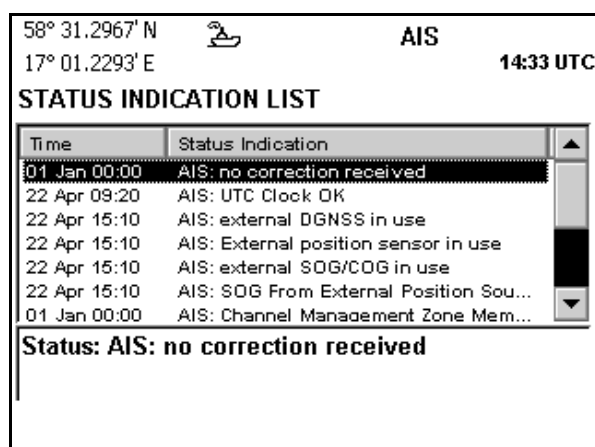 58° 31.2967' N AIS
17° 01.2293' E 14:33 UTC
STATUS INDICATION LIST
Time Status Indication
01 Jan 00:00 AIS: no correction received
22 Apr 09:20 AIS: UTC Clock OK
22 Apr 15:10 AIS: external DGNSS in use
22 Apr 15:10 AIS: External position sensor in use
22 Apr 15:10 AIS: external SOG/COG in use
22 Apr 15:10 AIS: SOG From External Position Sou...
01 Jan 00:00 AIS: Channel Management Zone Mem...
Status: AIS: no correction received